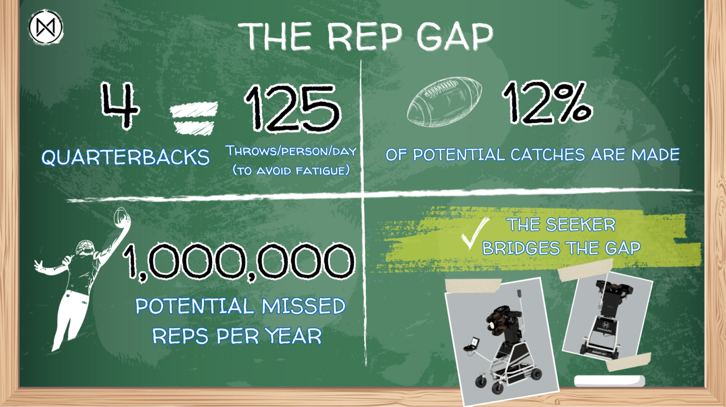 THE REP GAP
4
QUARTERBACKS
=
125
THROWS/PERSON/DAY
(TO AVOID FATIGUE)
12%
OF POTENTIAL CATCHES ARE MADE
1,000,000
POTENTIAL MISSED
REPS PER YEAR
THE SEEKER
BRIDGES THE GAP